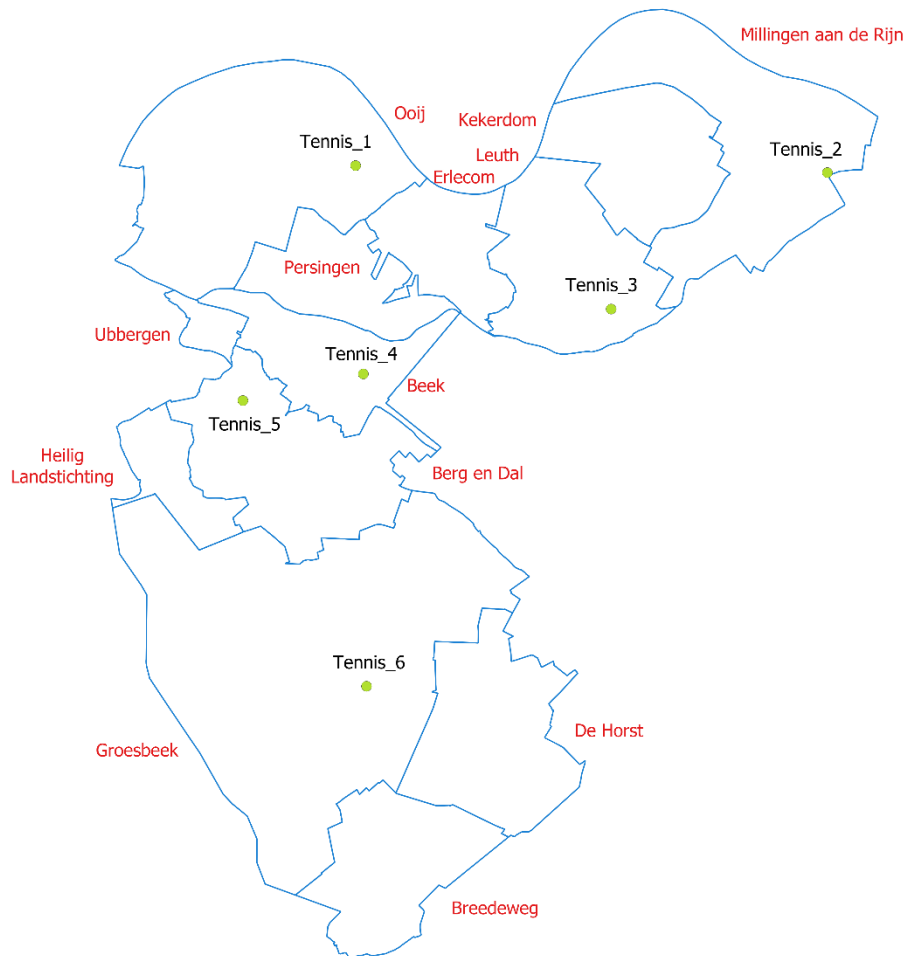 Millingen aan de Rijn
Ooij
Kekerdom
Tennis_1
Leuth
Tennis_2
Erlecom
Persingen
Tennis_3
Ubbergen
Tennis_4
Beek
Tennis_5
Heilig
Landstichting
Berg en Dal
Tennis_6
De Horst
Groesbeek
Breedeweg